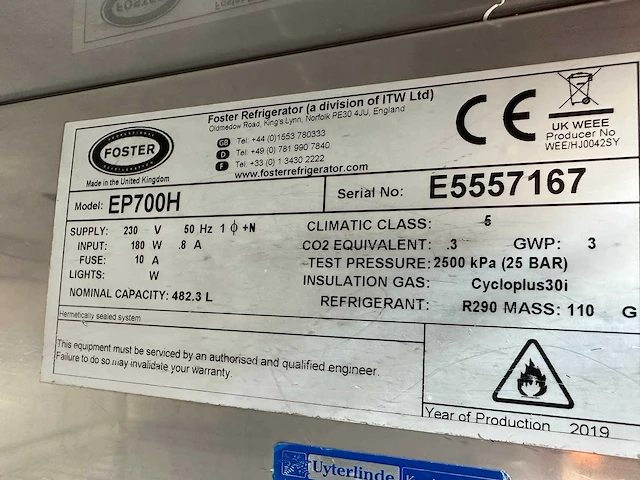 FOSTER
Foster Refrigerator (a division of ITW Ltd)
Oldmedow Road, King's Lynn, Norfolk PE30 4JU, England
GB Tel: +44 (0)1553 780333
D Tel: +49 (0) 781 990 7840
F Tel: +33 (0) 1 3430 2222
www.fosterrefrigerator.com
Made in the United Kingdom
CE
UK WEEE
Producer No
WEE/HJ0042SY
Model: EP700H
Serial No: E5557167
SUPPLY: 230 V 50 Hz 1 ϕ +N
INPUT: 180 W .8 A
FUSE: 10 A
LIGHTS: W
NOMINAL CAPACITY: 482.3 L
CLIMATIC CLASS: 5
CO2 EQUIVALENT: .3 GWP: 3
TEST PRESSURE: 2500 kPa (25 BAR)
INSULATION GAS: Cycloplus30i
REFRIGERANT: R290 MASS: 110 G
Hermetically sealed system
This equipment must be serviced by an authorised and qualified engineer.
Failure to do so may invalidate your warranty.
Year of Production 2019
Uyterlinde